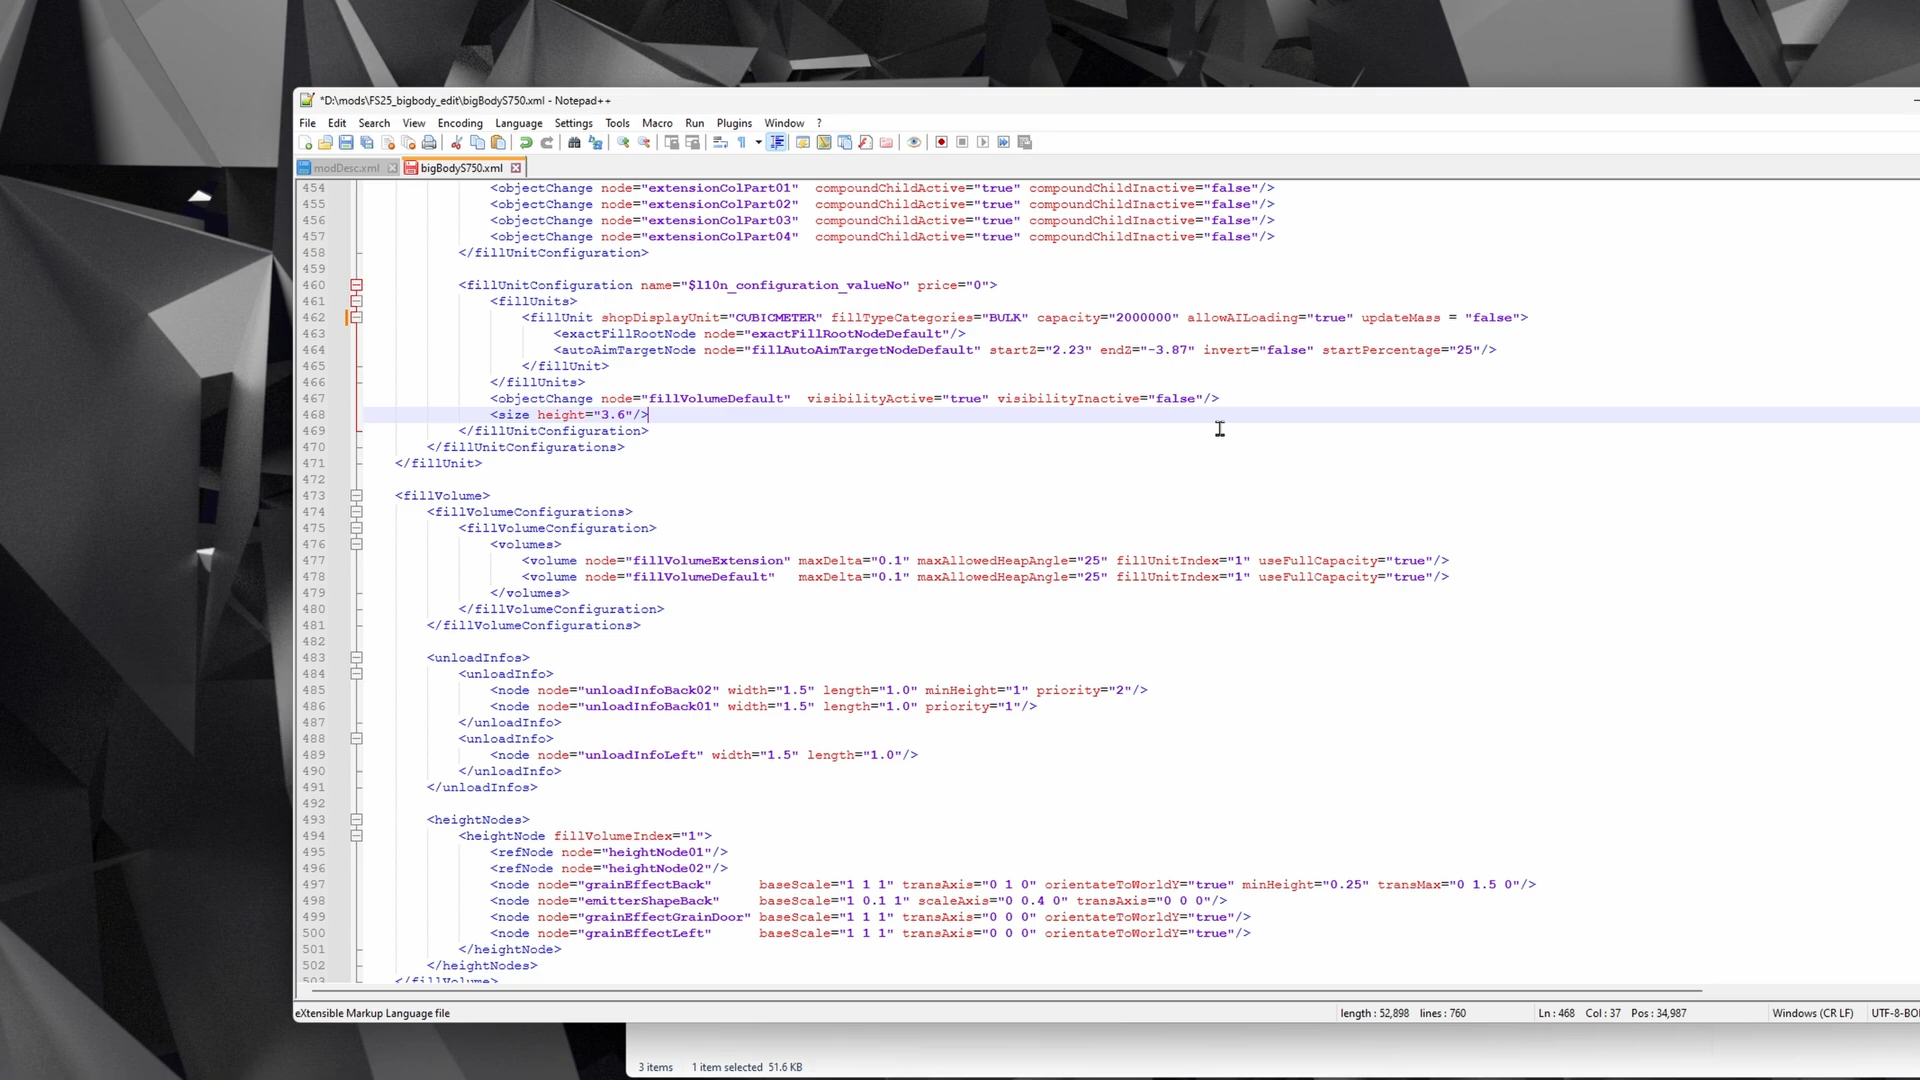 *D:\mods\FS25_bigbody_edit\bigBodyS750.xml - Notepad++
File Edit Search View Encoding Language Settings Tools Macro Run Plugins Window ?
modDesc.xml bigBodyS750.xml
454 <objectChange node="extensionColPart01"  compoundChildActive="true" compoundChildInactive="false"/>
455 <objectChange node="extensionColPart02"  compoundChildActive="true" compoundChildInactive="false"/>
456 <objectChange node="extensionColPart03"  compoundChildActive="true" compoundChildInactive="false"/>
457 <objectChange node="extensionColPart04"  compoundChildActive="true" compoundChildInactive="false"/>
458 </fillUnitConfiguration>
459
460 <fillUnitConfiguration name="$l10n_configuration_valueNo" price="0">
461 <fillUnits>
462 <fillUnit shopDisplayUnit="CUBICMETER" fillTypeCategories="BULK" capacity="2000000" allowAILoading="true" updateMass = "false">
463 <exactFillRootNode node="exactFillRootNodeDefault"/>
464 <autoAimTargetNode node="fillAutoAimTargetNodeDefault" startZ="2.23" endZ="-3.87" invert="false" startPercentage="25"/>
465 </fillUnit>
466 </fillUnits>
467 <objectChange node="fillVolumeDefault"  visibilityActive="true" visibilityInactive="false"/>
468 <size height="3.6"/>
469 </fillUnitConfiguration>
470 </fillUnitConfigurations>
471 </fillUnit>
472
473 <fillVolume>
474 <fillVolumeConfigurations>
475 <fillVolumeConfiguration>
476 <volumes>
477 <volume node="fillVolumeExtension" maxDelta="0.1" maxAllowedHeapAngle="25" fillUnitIndex="1" useFullCapacity="true"/>
478 <volume node="fillVolumeDefault"   maxDelta="0.1" maxAllowedHeapAngle="25" fillUnitIndex="1" useFullCapacity="true"/>
479 </volumes>
480 </fillVolumeConfiguration>
481 </fillVolumeConfigurations>
482
483 <unloadInfos>
484 <unloadInfo>
485 <node node="unloadInfoBack02" width="1.5" length="1.0" minHeight="1" priority="2"/>
486 <node node="unloadInfoBack01" width="1.5" length="1.0" priority="1"/>
487 </unloadInfo>
488 <unloadInfo>
489 <node node="unloadInfoLeft" width="1.5" length="1.0"/>
490 </unloadInfo>
491 </unloadInfos>
492
493 <heightNodes>
494 <heightNode fillVolumeIndex="1">
495 <refNode node="heightNode01"/>
496 <refNode node="heightNode02"/>
497 <node node="grainEffectBack"      baseScale="1 1 1" transAxis="0 1 0" orientateToWorldY="true" minHeight="0.25" transMax="0 1.5 0"/>
498 <node node="emitterShapeBack"     baseScale="1 0.1 1" scaleAxis="0 0.4 0" transAxis="0 0 0"/>
499 <node node="grainEffectGrainDoor" baseScale="1 1 1" transAxis="0 0 0" orientateToWorldY="true"/>
500 <node node="grainEffectLeft"      baseScale="1 1 1" transAxis="0 0 0" orientateToWorldY="true"/>
501 </heightNode>
502 </heightNodes>
503 </fillVolume>
eXtensible Markup Language file length : 52,898 lines : 760 Ln : 468 Col : 37 Pos : 34,987 Windows (CR LF) UTF-8-BO
3 items 1 item selected 51.6 KB